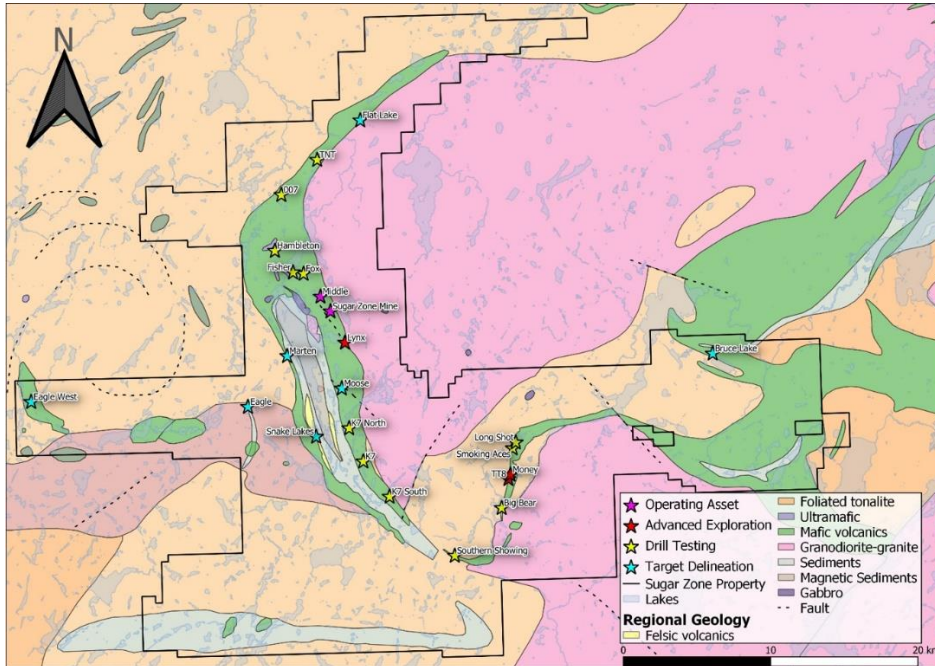 N
Flat Lake
TNT
007
Hambleton
Fisher
Fox
Middle
Sugar Zone Mine
Lynx
Marten
Bruce Lake
Moose
Eagle West
Eagle
K7 North
Snake Lakes
Long Shot
Smoking Aces
K7
Money
TT8
K7 South
Big Bear
Southern Showing
Operating Asset
Advanced Exploration
Drill Testing
Target Delineation
Sugar Zone Property
Lakes
Regional Geology
Felsic volcanics
Foliated tonalite
Ultramafic
Mafic volcanics
Granodiorite-granite
Sediments
Magnetic Sediments
Gabbro
Fault
0 10 20 km